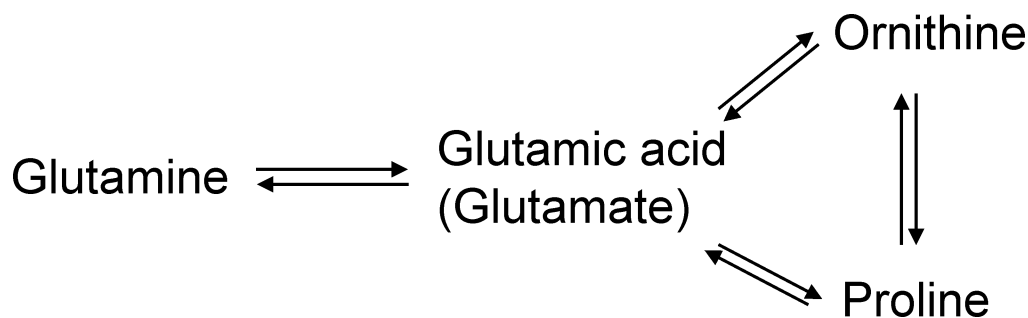 Ornithine
Glutamic acid
Glutamine
(Glutamate)
Proline